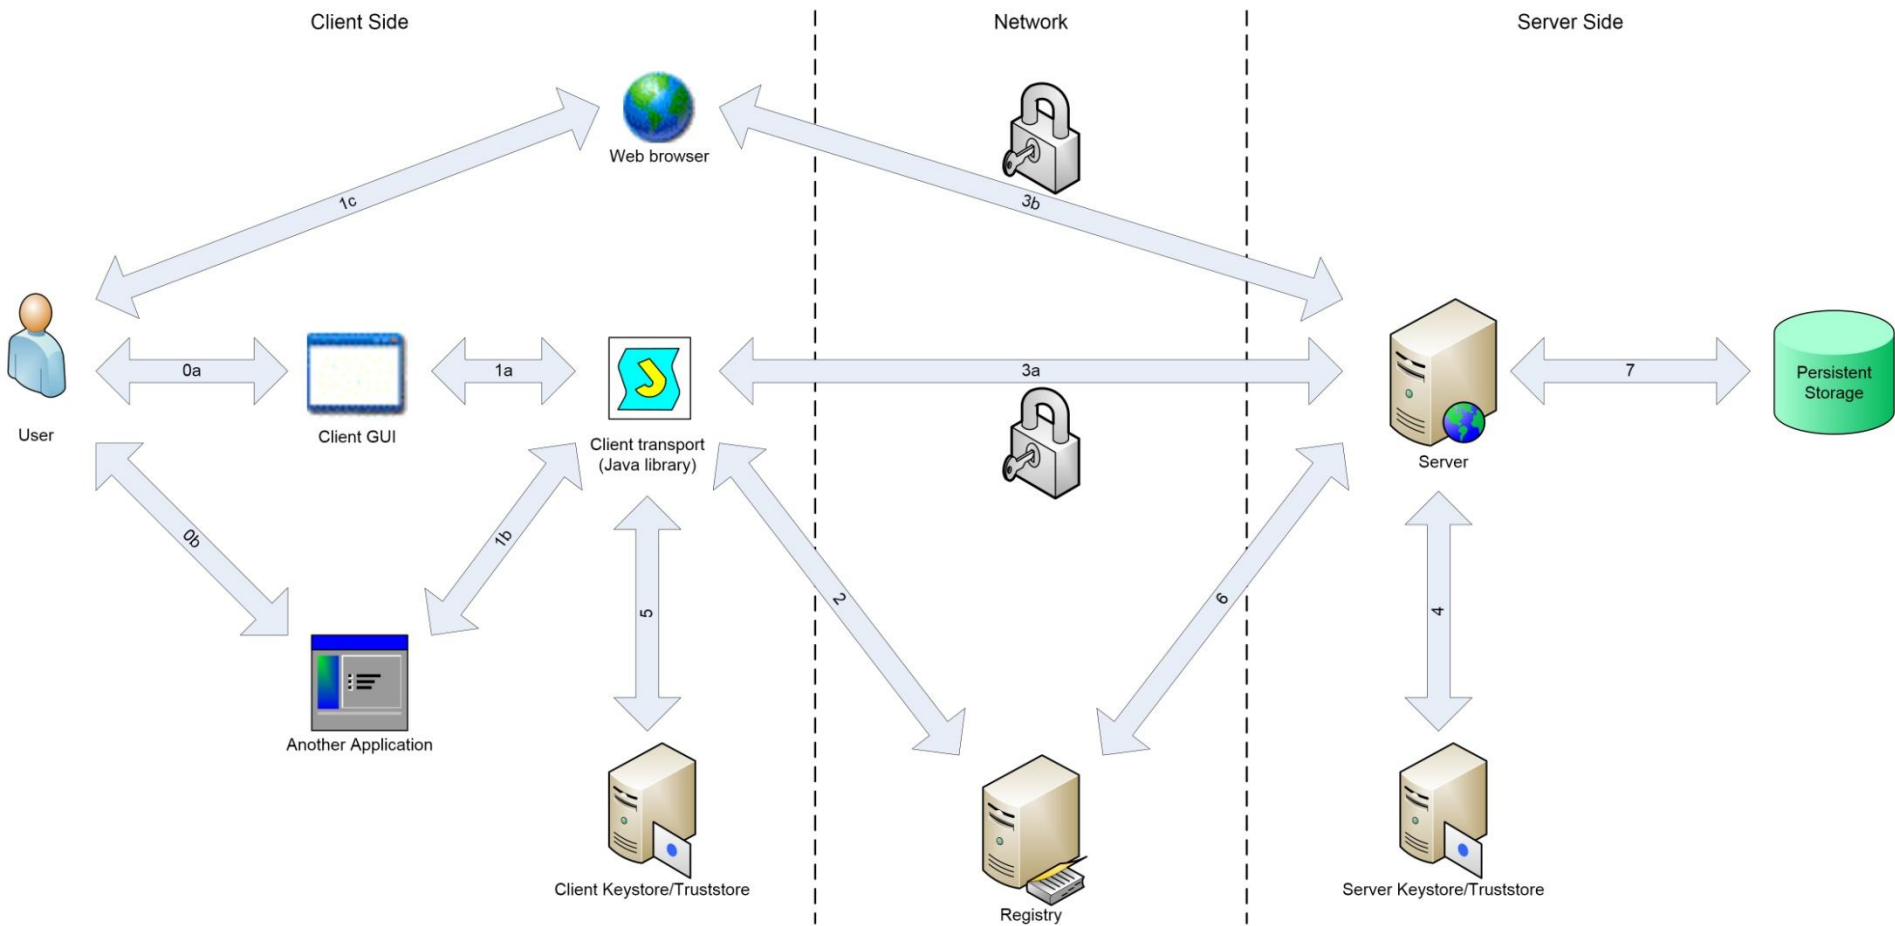 Client Side
Network
Server Side
Web browser
1c
3b
0a
1a
3a
7
Persistent
Storage
User
Client GUI
Client transport
(Java library)
Server
0b
1b
5
2
6
4
Another Application
Client Keystore/Truststore
Registry
Server Keystore/Truststore